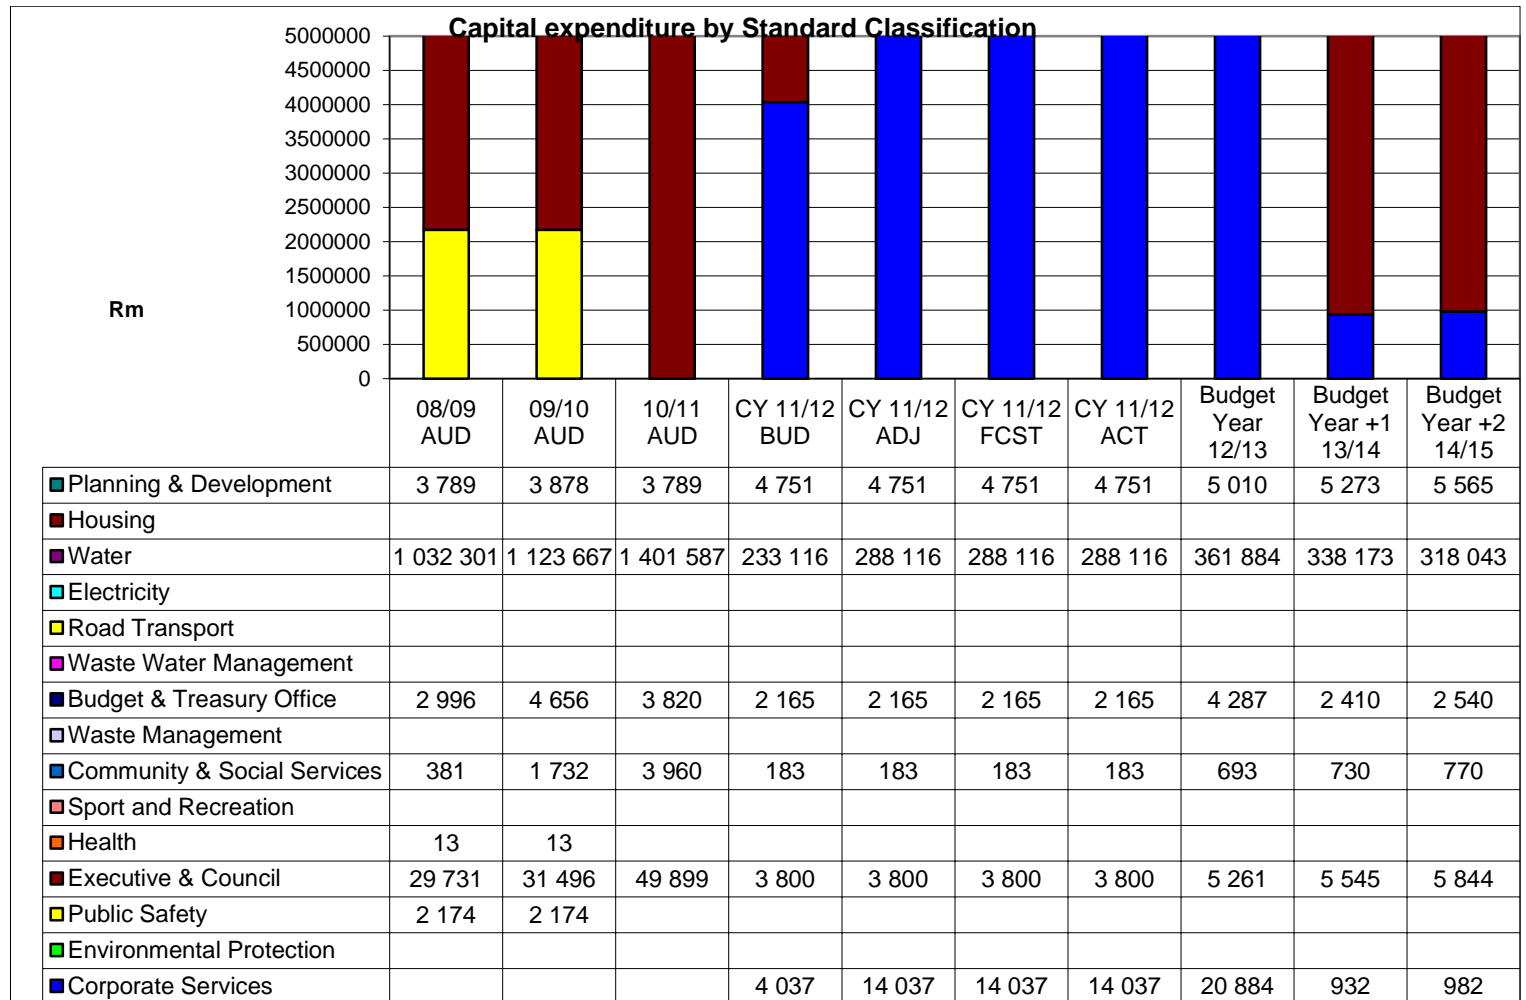 Capital expenditure by Standard Classification
5000000
4500000
4000000
3500000
3000000
2500000
2000000
1500000
1000000
500000
0
Rm
08/09 AUD 09/10 AUD 10/11 AUD CY 11/12 BUD CY 11/12 ADJ CY 11/12 FCST CY 11/12 ACT Budget Year 12/13 Budget Year +1 13/14 Budget Year +2 14/15
Planning & Development 3 789 3 878 3 789 4 751 4 751 4 751 4 751 5 010 5 273 5 565
Housing
Water 1 032 301 1 123 667 1 401 587 233 116 288 116 288 116 288 116 361 884 338 173 318 043
Electricity
Road Transport
Waste Water Management
Budget & Treasury Office 2 996 4 656 3 820 2 165 2 165 2 165 2 165 4 287 2 410 2 540
Waste Management
Community & Social Services 381 1 732 3 960 183 183 183 183 693 730 770
Sport and Recreation
Health 13 13
Executive & Council 29 731 31 496 49 899 3 800 3 800 3 800 3 800 5 261 5 545 5 844
Public Safety 2 174 2 174
Environmental Protection
Corporate Services 4 037 14 037 14 037 14 037 20 884 932 982